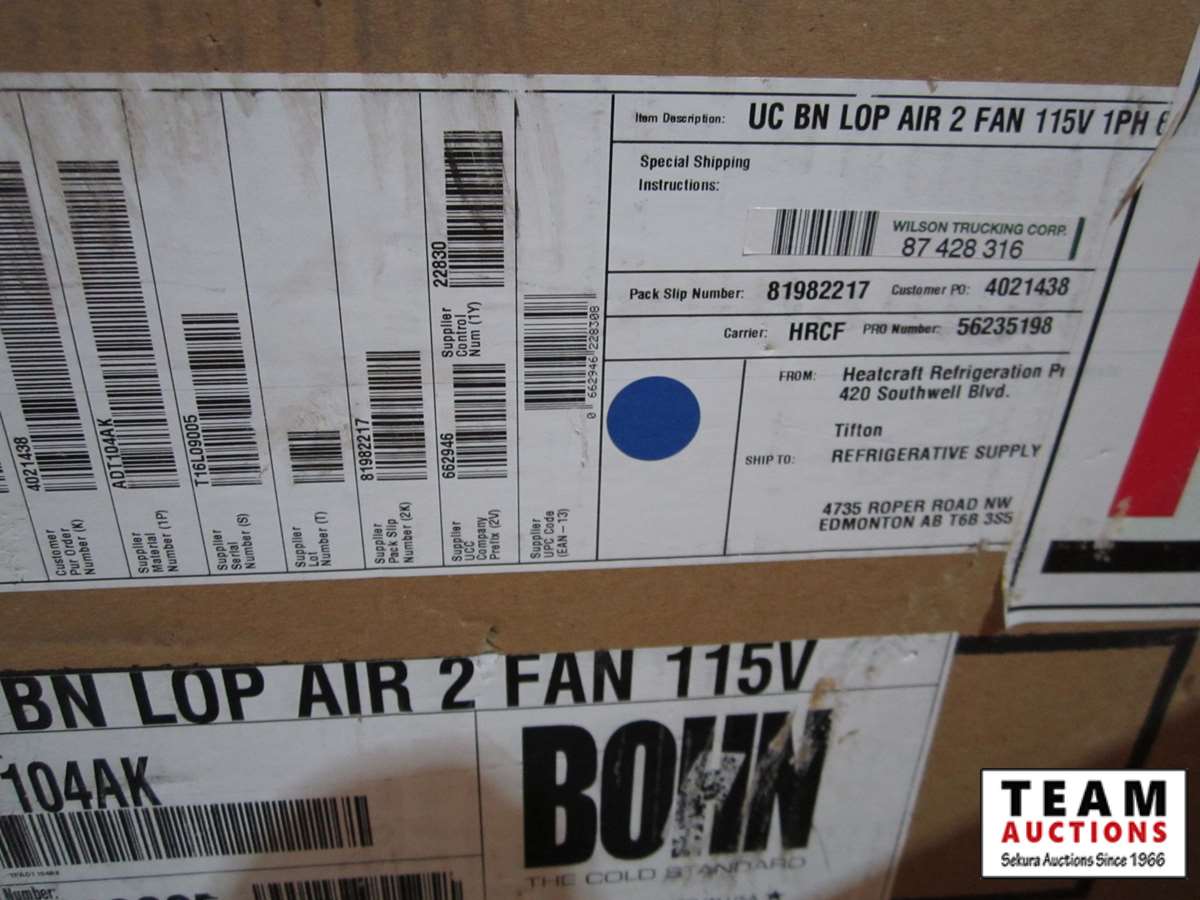 Item Description: UC BN LOP AIR 2 FAN 115V 1PH
Special Shipping
Instructions:
WILSON TRUCKING CORP.
87 428 316
Pack Slip Number: 81982217 Customer PO: 4021438
Carrier: HRCF PRO Number: 56235198
FROM: Heatcraft Refrigeration
420 Southwell Blvd.
Tifton
SHIP TO: REFRIGERATIVE SUPPLY
4735 ROPER ROAD NW
EDMONTON AB T6B 3S5
4021438
Customer
Pur Order
Number (K)
ADT104AK
Supplier
Material
Number (1P)
T16L09005
Supplier
Serial
Number (S)
Supplier
Lot
Number (T)
81982217
Supplier
Pack Slip
Number (2K)
22830
Supplier
Control
Num (1Y)
662946
Supplier
UCC
Company
Prefix (2V)
0 662946 228308
Supplier
UPC Code
(EAN-13)
BN LOP AIR 2 FAN 115V
104AK
BOHN
THE COLD STANDARD
Number:
TEAM
AUCTIONS
Sekura Auctions Since 1966